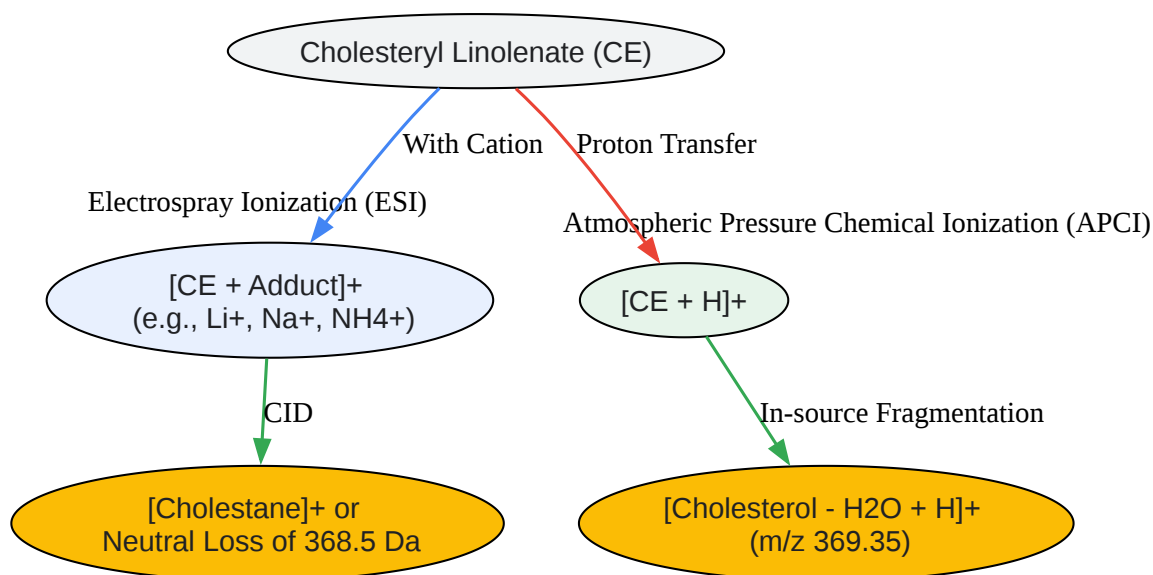 Cholesteryl Linolenate (CE)
With Cation
Proton Transfer
Electrospray Ionization (ESI)
Atmospheric Pressure Chemical Ionization (APCI)
[CE + Adduct]+
(e.g., Li+, Na+, NH4+)
[CE + H]+
CID
In-source Fragmentation
[Cholestane]+ or
Neutral Loss of 368.5 Da
[Cholesterol - H2O + H]+
(m/z 369.35)